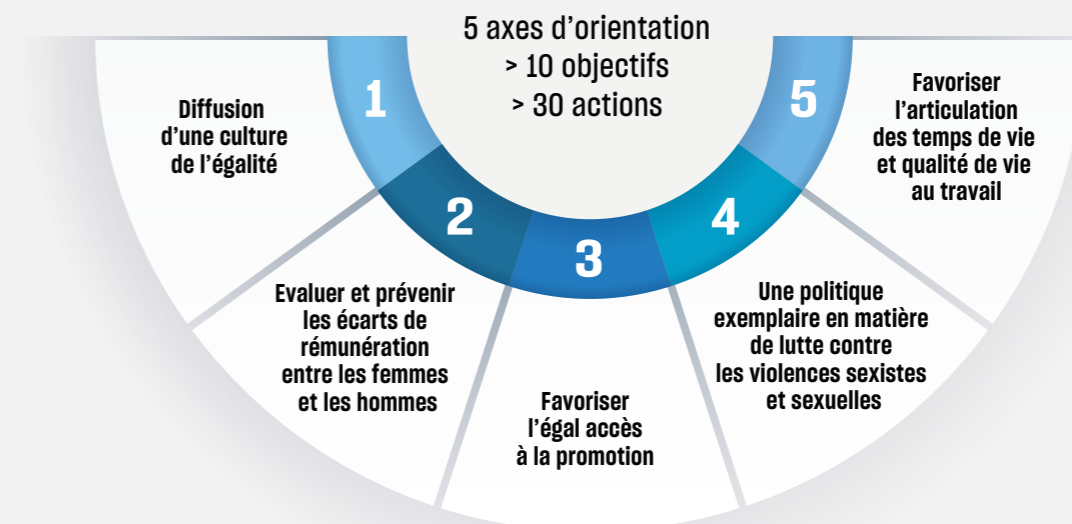 5 axes d’orientation
> 10 objectifs
> 30 actions
1
Diffusion
d’une culture
de l’égalité
2
Evaluer et prévenir
les écarts de
rémunération
entre les femmes
et les hommes
3
Favoriser
l’égal accès
à la promotion
4
Une politique
exemplaire en matière
de lutte contre
les violences sexistes
et sexuelles
5
Favoriser
l’articulation
des temps de vie
et qualité de vie
au travail